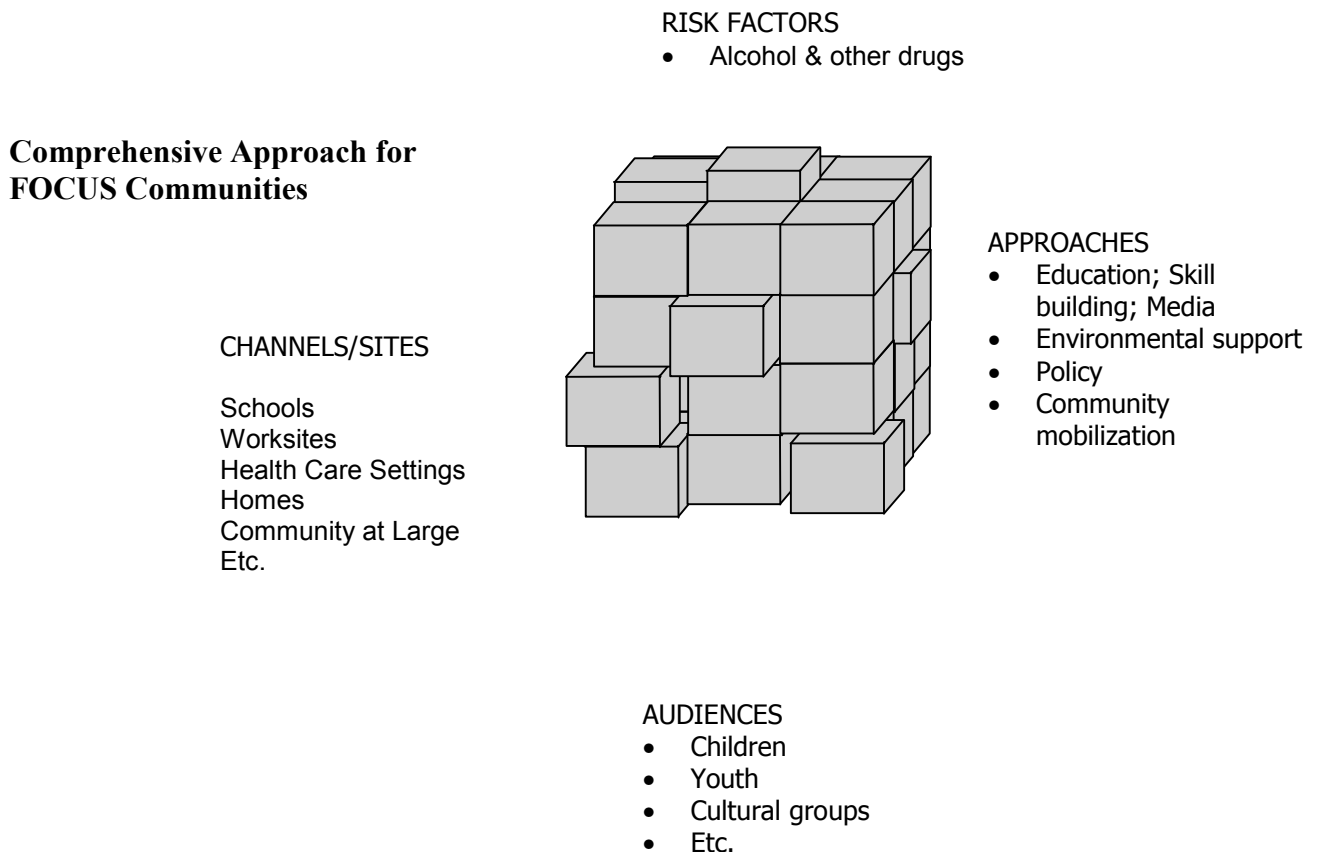 RISK FACTORS
• Alcohol & other drugs
Comprehensive Approach for
FOCUS Communities
APPROACHES
• Education; Skill
building; Media
• Environmental support
• Policy
• Community
mobilization
CHANNELS/SITES
Schools
Worksites
Health Care Settings
Homes
Community at Large
Etc.
AUDIENCES
• Children
• Youth
• Cultural groups
• Etc.